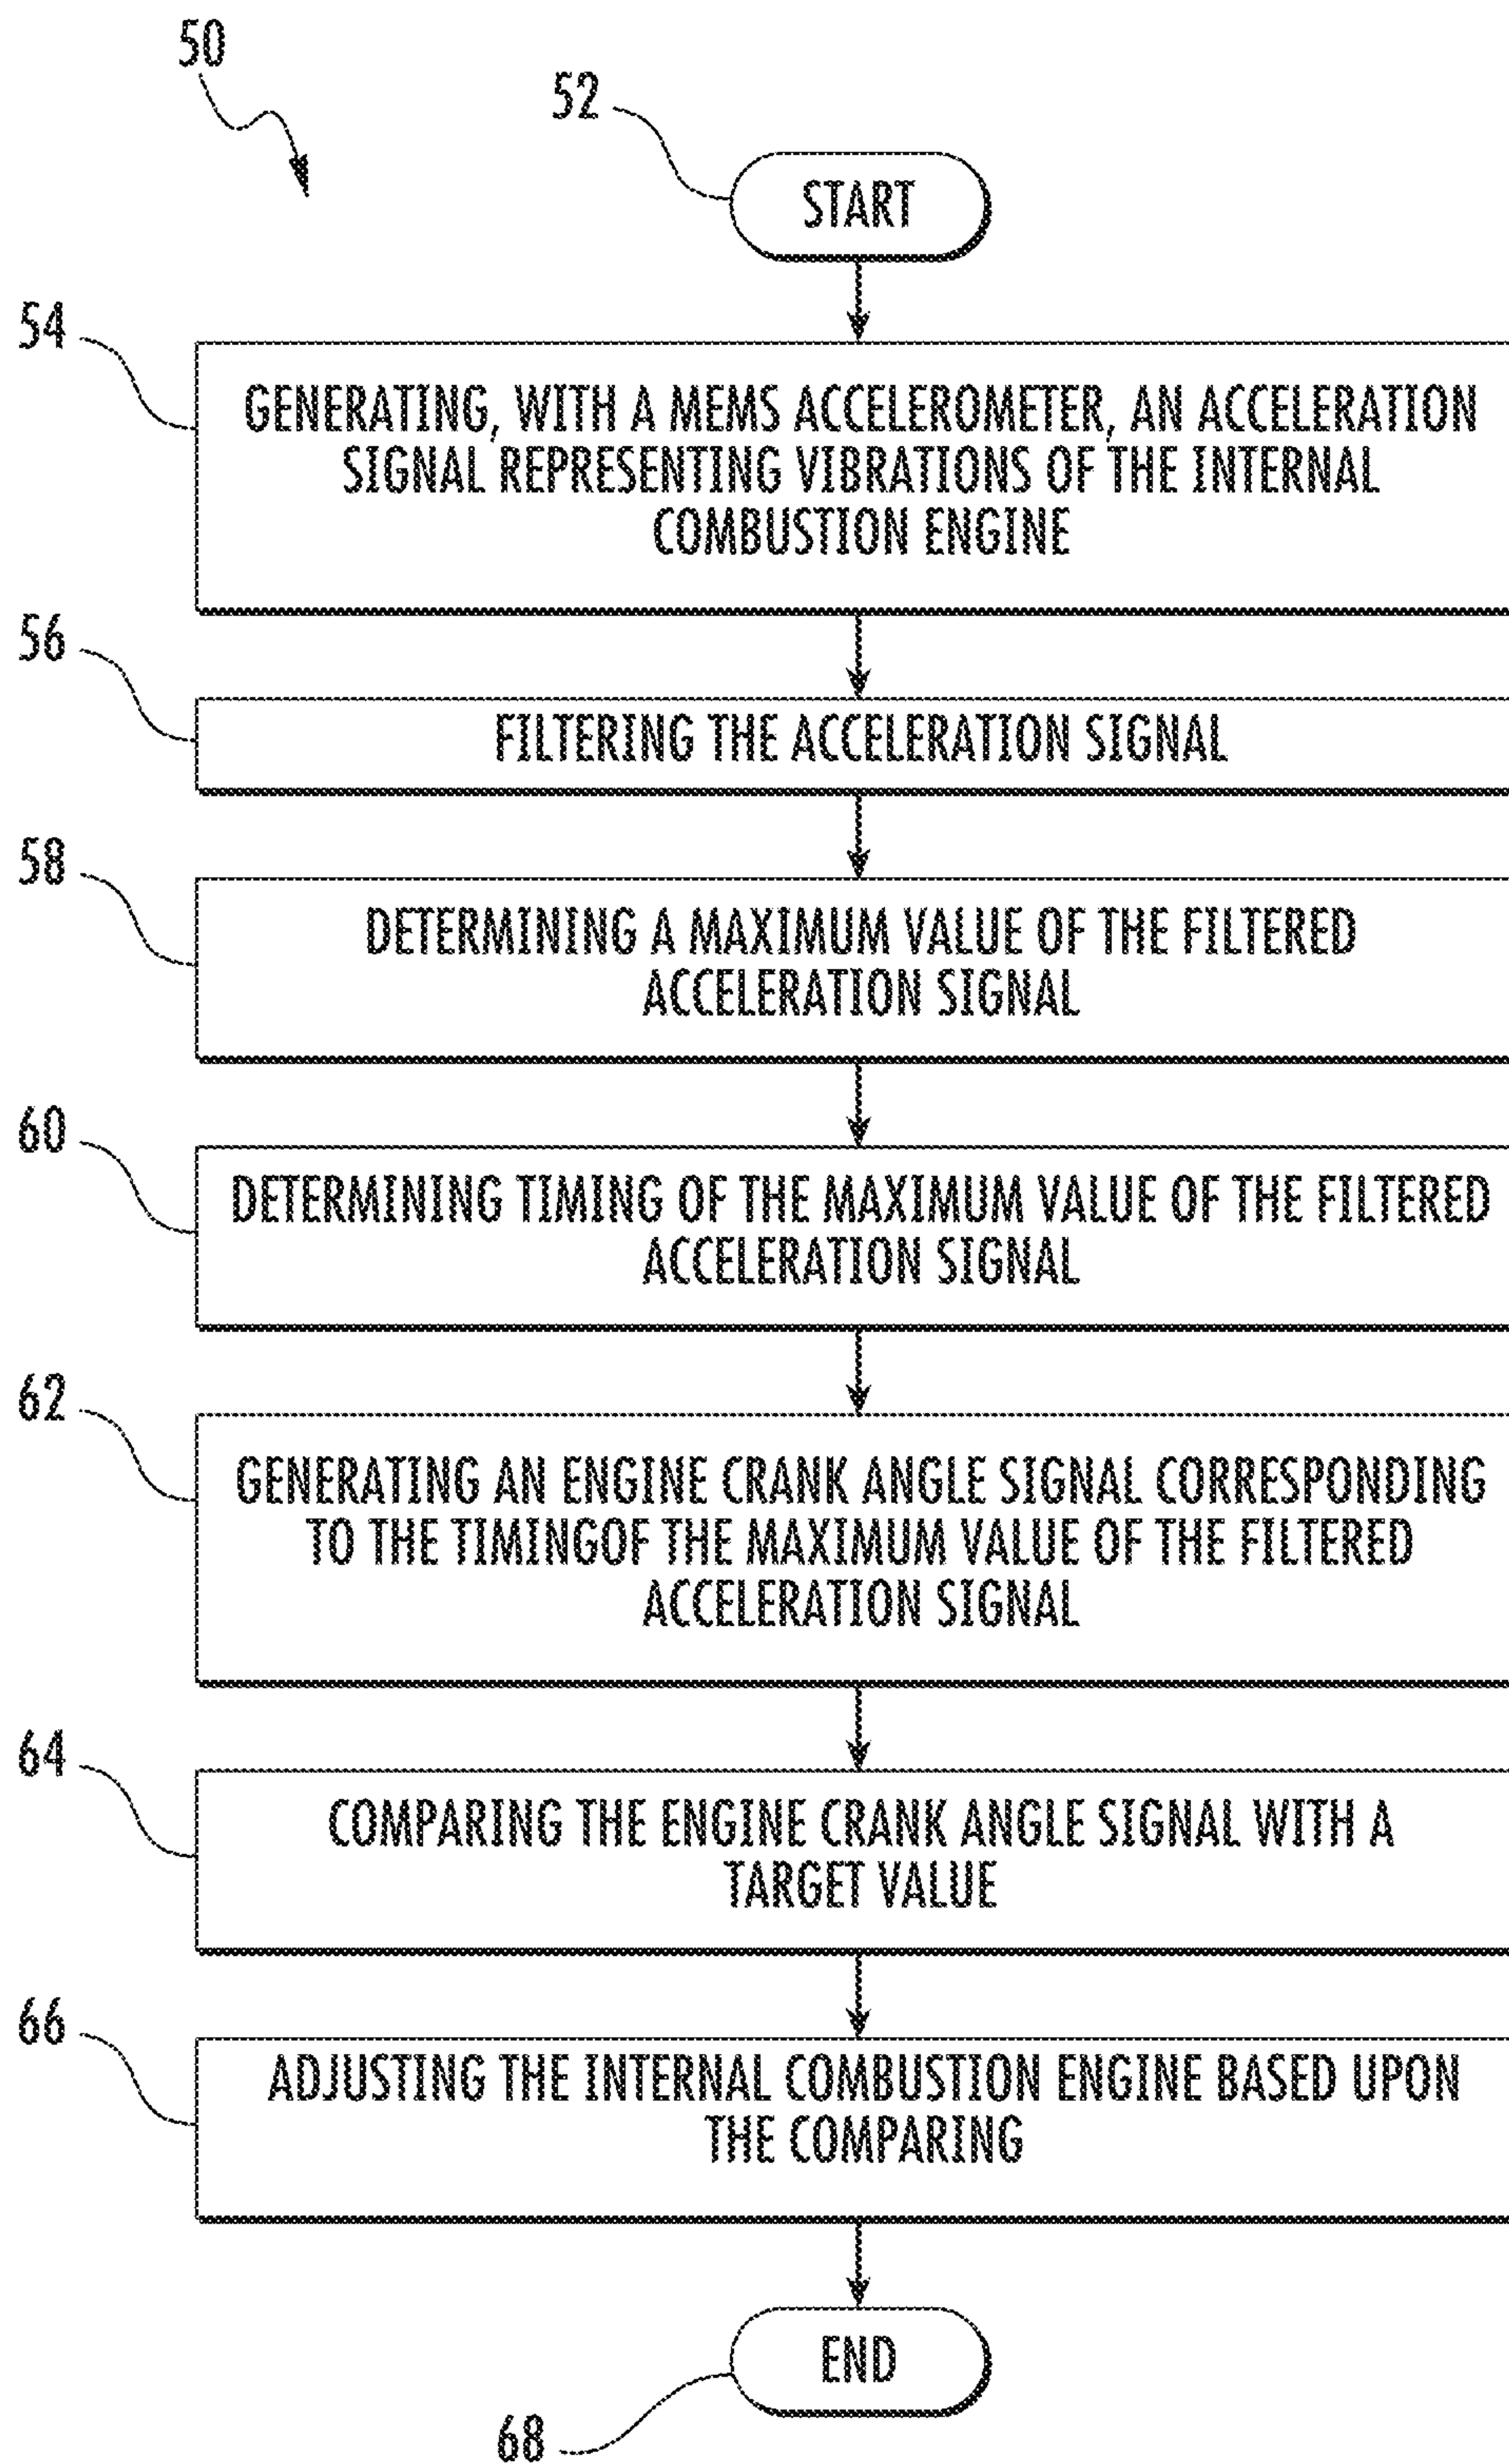 50
52
START
54
GENERATING, WITH A MEMS ACCELEROMETER, AN ACCELERATION
SIGNAL REPRESENTING VIBRATIONS OF THE INTERNAL
COMBUSTION ENGINE
56
FILTERING THE ACCELERATION SIGNAL
58
DETERMINING A MAXIMUM VALUE OF THE FILTERED
ACCELERATION SIGNAL
60
DETERMINING TIMING OF THE MAXIMUM VALUE OF THE FILTERED
ACCELERATION SIGNAL
62
GENERATING AN ENGINE CRANK ANGLE SIGNAL CORRESPONDING
TO THE TIMINGOF THE MAXIMUM VALUE OF THE FILTERED
ACCELERATION SIGNAL
64
COMPARING THE ENGINE CRANK ANGLE SIGNAL WITH A
TARGET VALUE
66
ADJUSTING THE INTERNAL COMBUSTION ENGINE BASED UPON
THE COMPARING
END
68